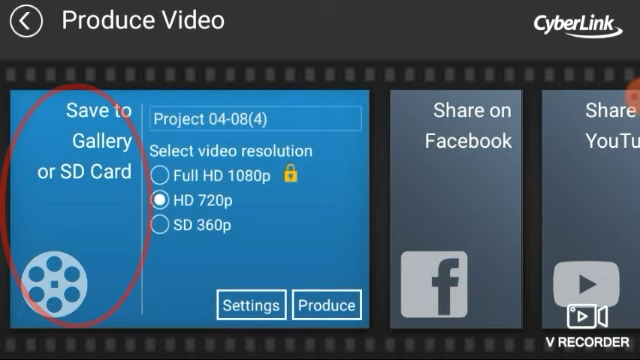 Produce Video
CyberLink
Save to
Gallery
or SD Card
Project 04-08(4)
Select video resolution
Full HD 1080p
HD 720p
SD 360p
Settings
Produce
Share on
Facebook
Share
YouTu
V RECORDER